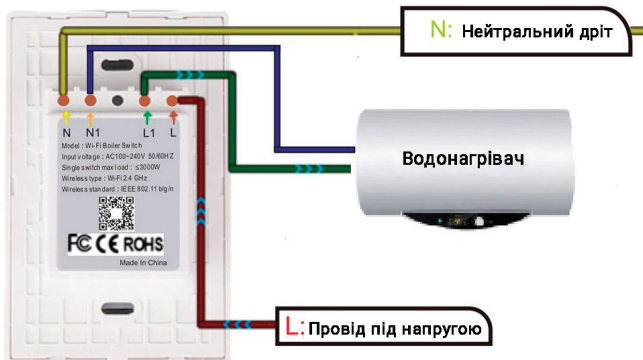 N: Нейтральний дріт
N N1 L1 L
Model : Wi-Fi Boiler Switch
Input voltage : AC100~240V 50/60HZ
Single switch max load : ≤3000W
Wireless type : Wi-Fi 2.4 GHz
Wireless standard : IEEE 802.11 b/g/n
FC CE ROHS
Made In China
Водонагрівач
L: Провід під напругою